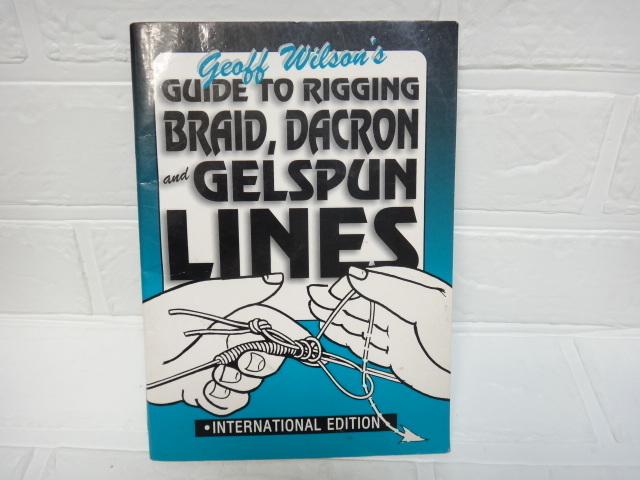 Geoff Wilson's
GUIDE TO RIGGING
BRAID, DACRON
and GELSPUN
LINES
• INTERNATIONAL EDITION